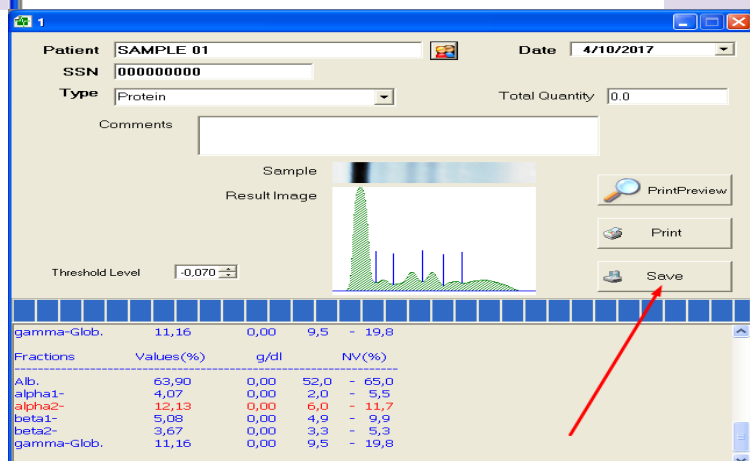 1
Patient SAMPLE 01 Date 4/10/2017
SSN 000000000
Type Protein Total Quantity 0.0
Comments
Sample
Result Image
PrintPreview
Print
Threshold Level -0,070
Save
gamma-Glob. 11,16 0,00 9,5 - 19,8
Fractions Values(%) g/dl NV(%)
Alb. 63,90 0,00 52,0 - 65,0
alpha1- 4,07 0,00 2,0 - 5,5
alpha2- 12,13 0,00 6,0 - 11,7
beta1- 5,08 0,00 4,9 - 9,9
beta2- 3,67 0,00 3,3 - 5,3
gamma-Glob. 11,16 0,00 9,5 - 19,8